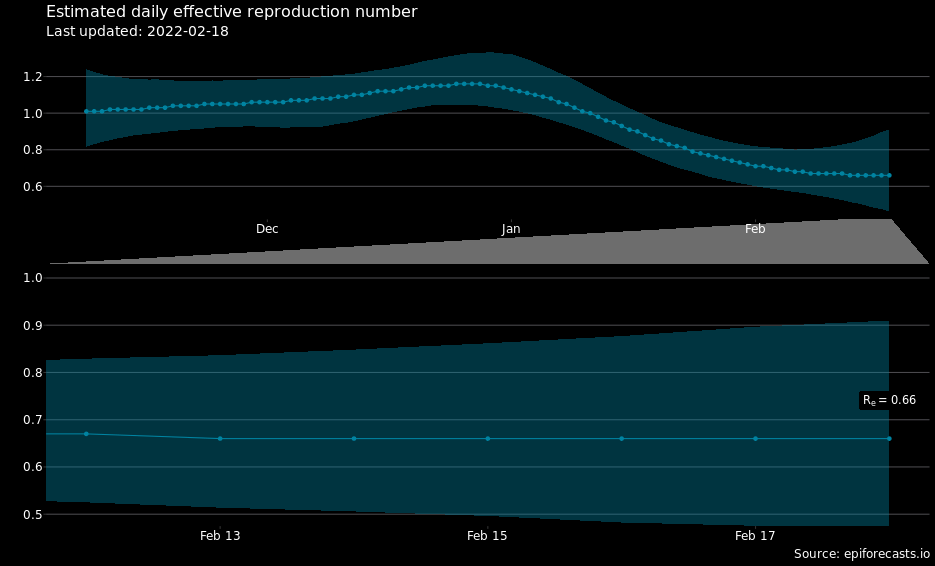 Estimated daily effective reproduction number
Last updated: 2022-02-18
1.2
1.0
0.8
0.6
Dec Jan Feb
1.0
0.9
0.8
0.7
Rₑ = 0.66
0.6
0.5
Feb 13 Feb 15 Feb 17
Source: epiforecasts.io